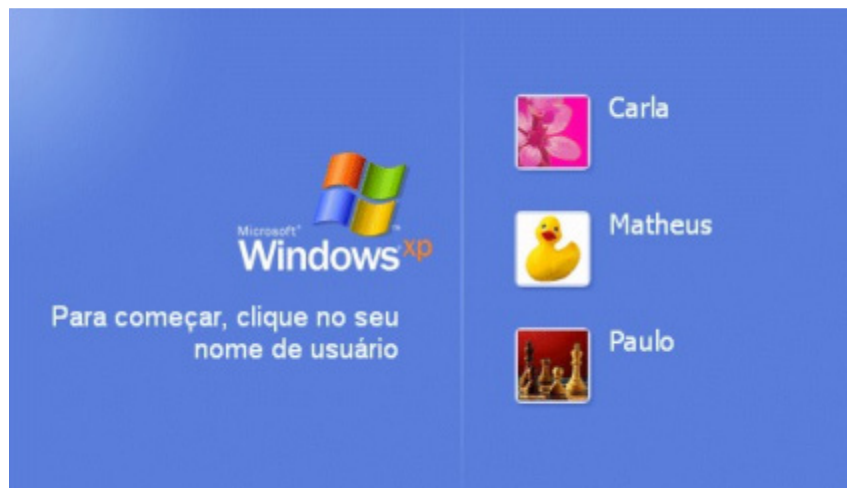 Microsoft®
Windows xp
Para começar, clique no seu
nome de usuário
Carla
Matheus
Paulo